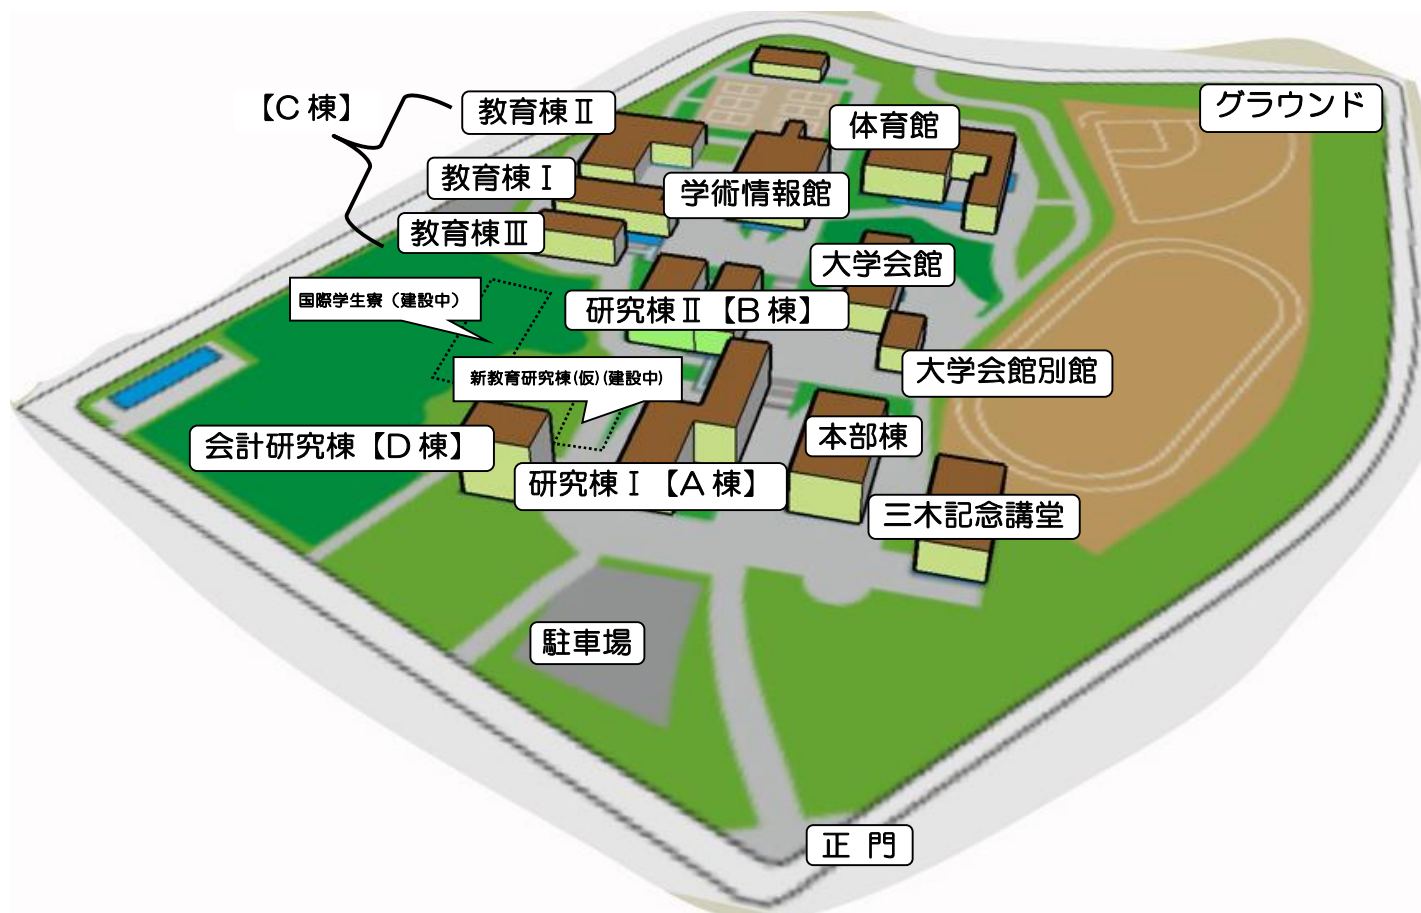 グラウンド
【C棟】
教育棟Ⅱ
体育館
教育棟Ⅰ
学術情報館
教育棟Ⅲ
大学会館
国際学生寮（建設中）
研究棟Ⅱ【B棟】
大学会館別館
新教育研究棟(仮)(建設中)
本部棟
会計研究棟【D棟】
研究棟Ⅰ【A棟】
三木記念講堂
駐車場
正 門